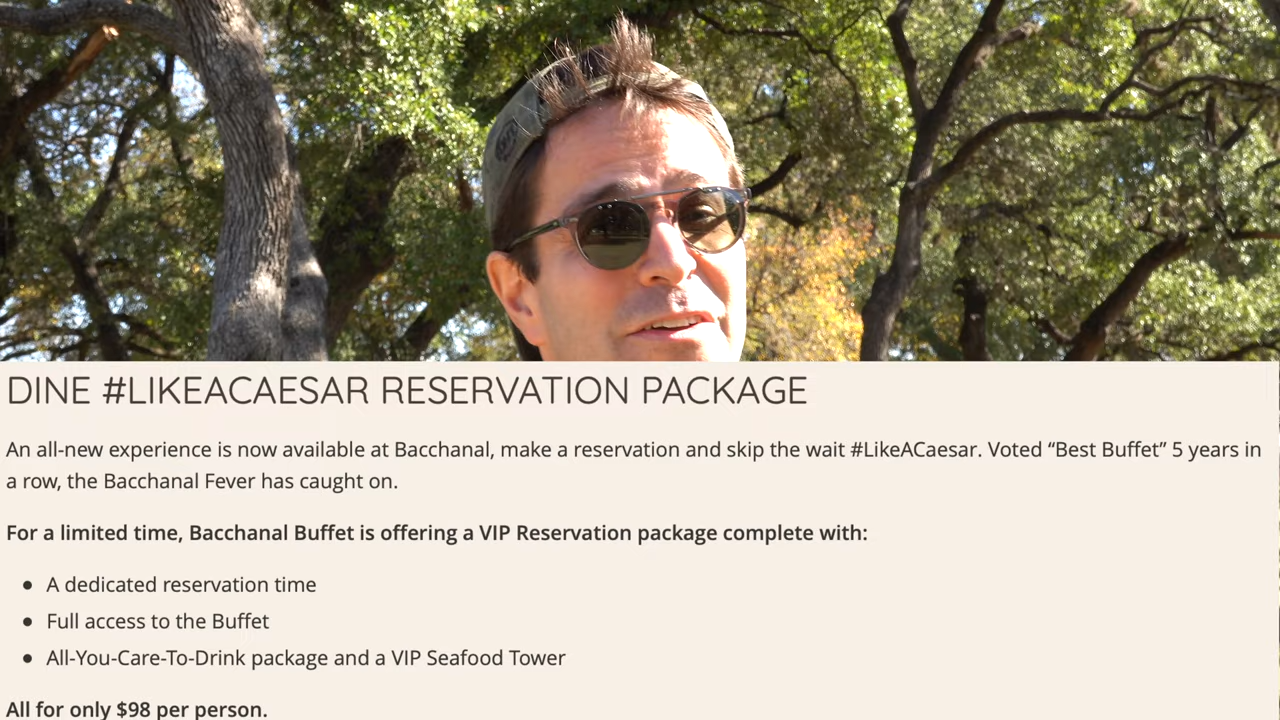 DINE #LIKEACAESAR RESERVATION PACKAGE
An all-new experience is now available at Bacchanal, make a reservation and skip the wait #LikeACaesar. Voted “Best Buffet” 5 years in
a row, the Bacchanal Fever has caught on.
For a limited time, Bacchanal Buffet is offering a VIP Reservation package complete with:
● A dedicated reservation time
● Full access to the Buffet
● All-You-Care-To-Drink package and a VIP Seafood Tower
All for only $98 per person.